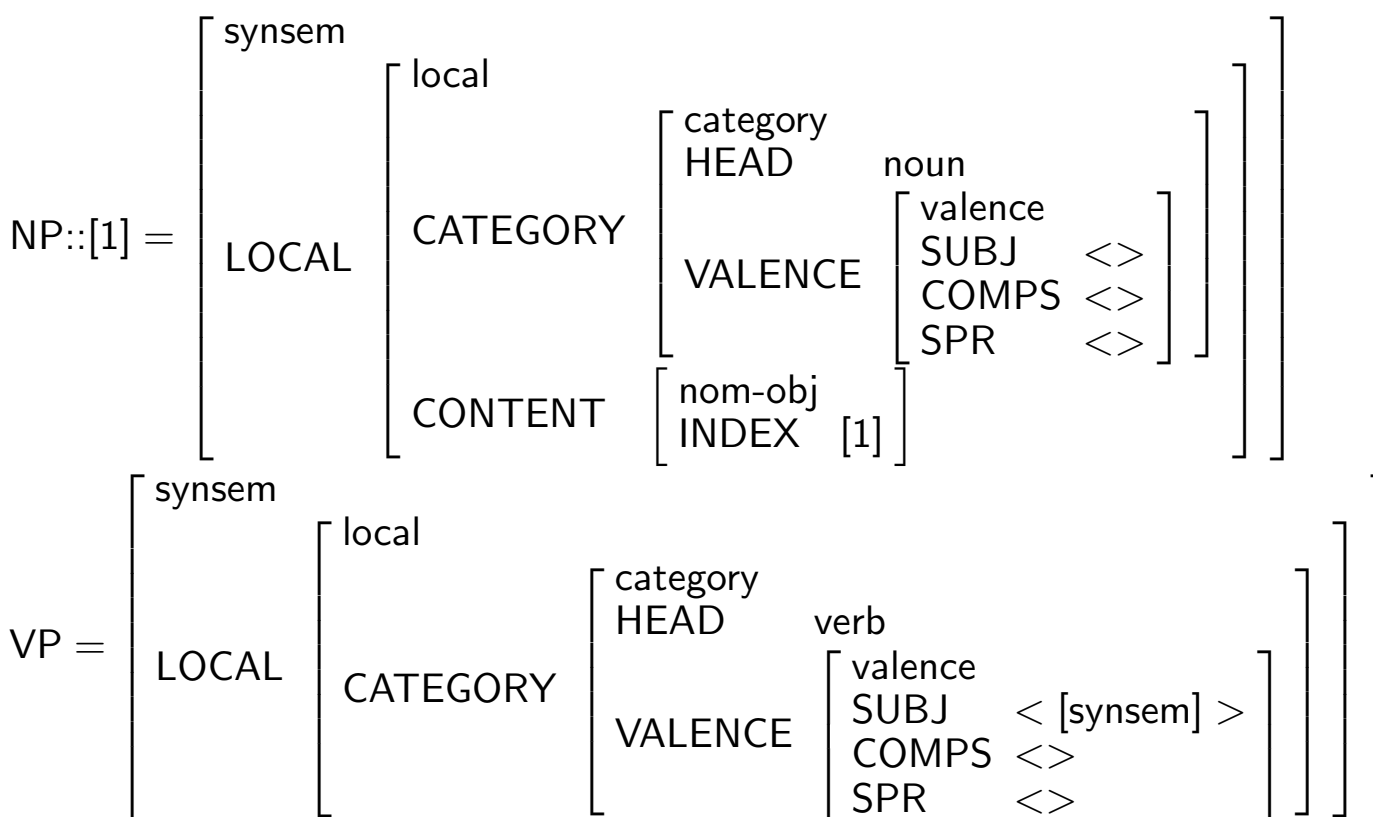 synsem
local
category
HEAD noun
valence
NP::[1] = LOCAL CATEGORY VALENCE SUBJ <>
COMPS <>
SPR <>
CONTENT nom-obj
INDEX [1]
synsem
local
category
HEAD verb
VP = LOCAL CATEGORY VALENCE valence
SUBJ < [synsem] >
COMPS <>
SPR <>